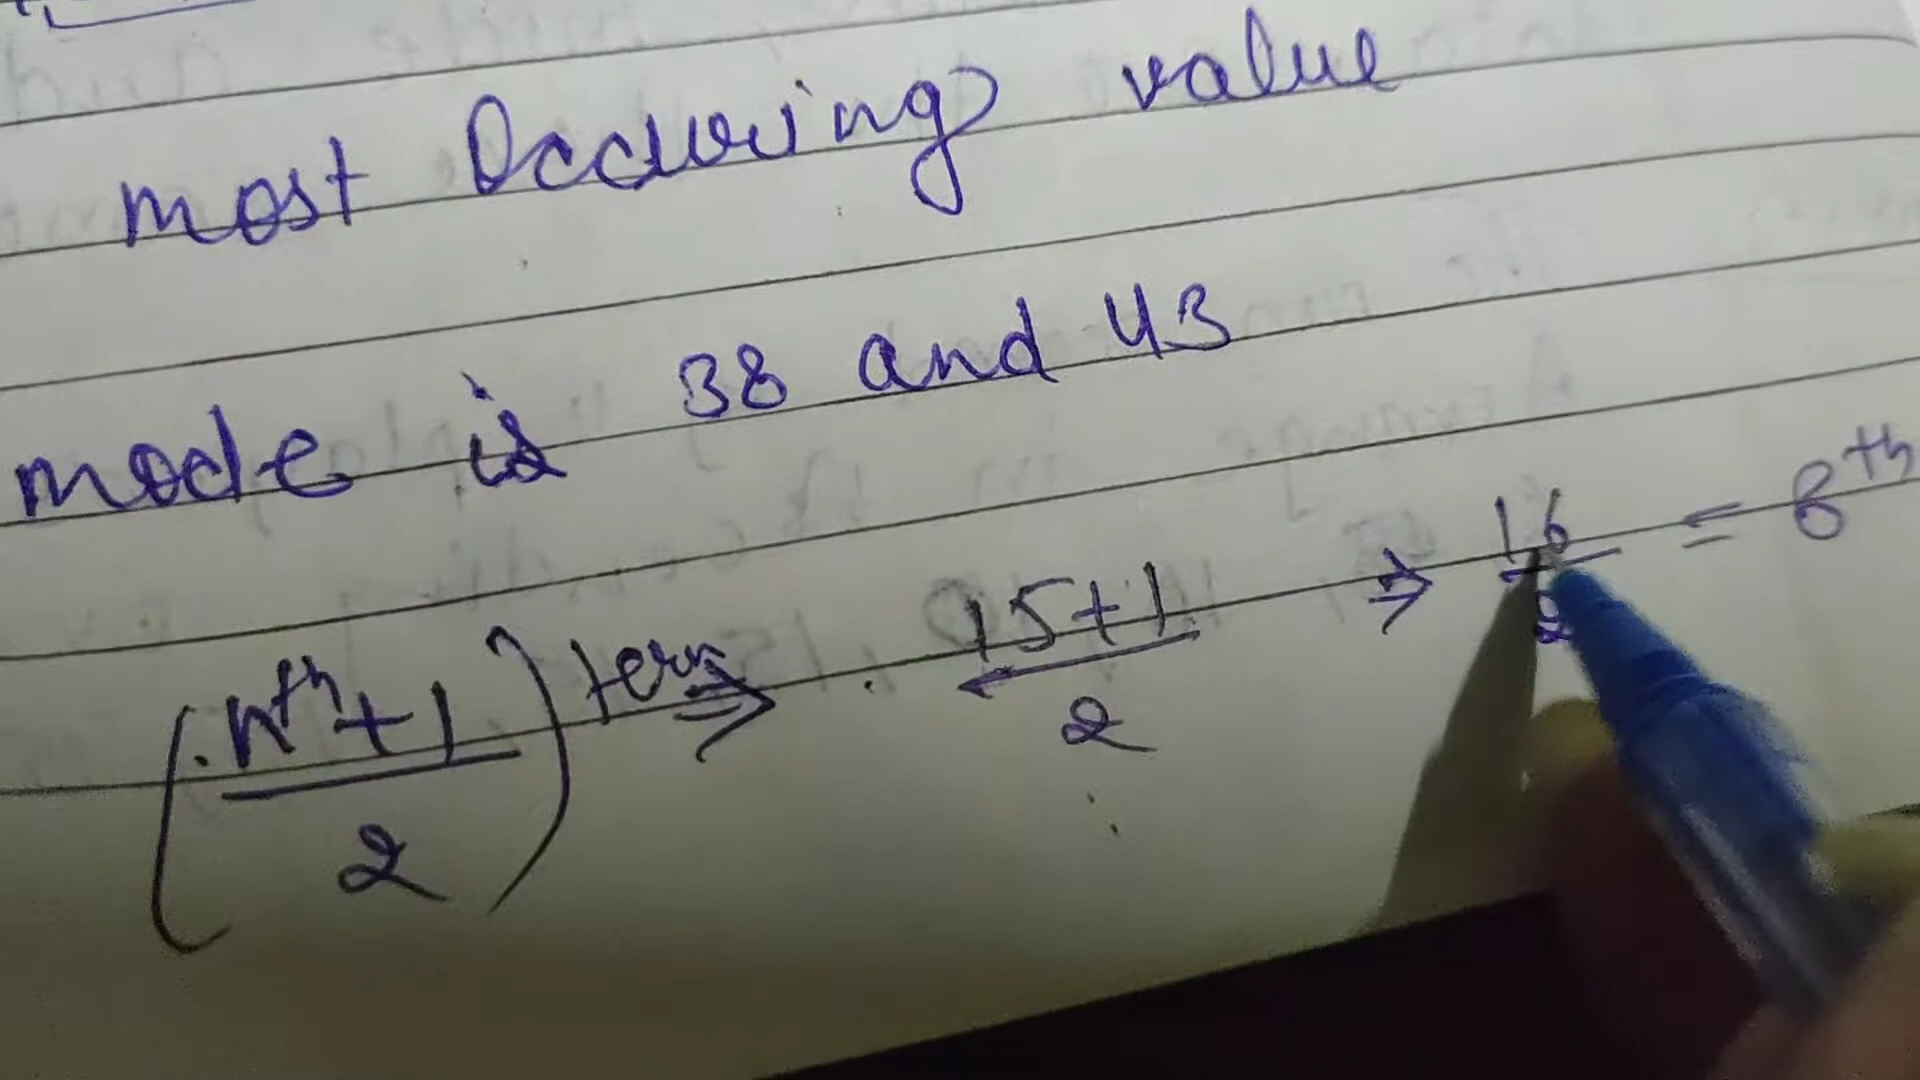 most Occuring value
mode is 38 and 43
(nth+1/2) term ⇒ 15+1/2 ⇒ 16/2 = 8th